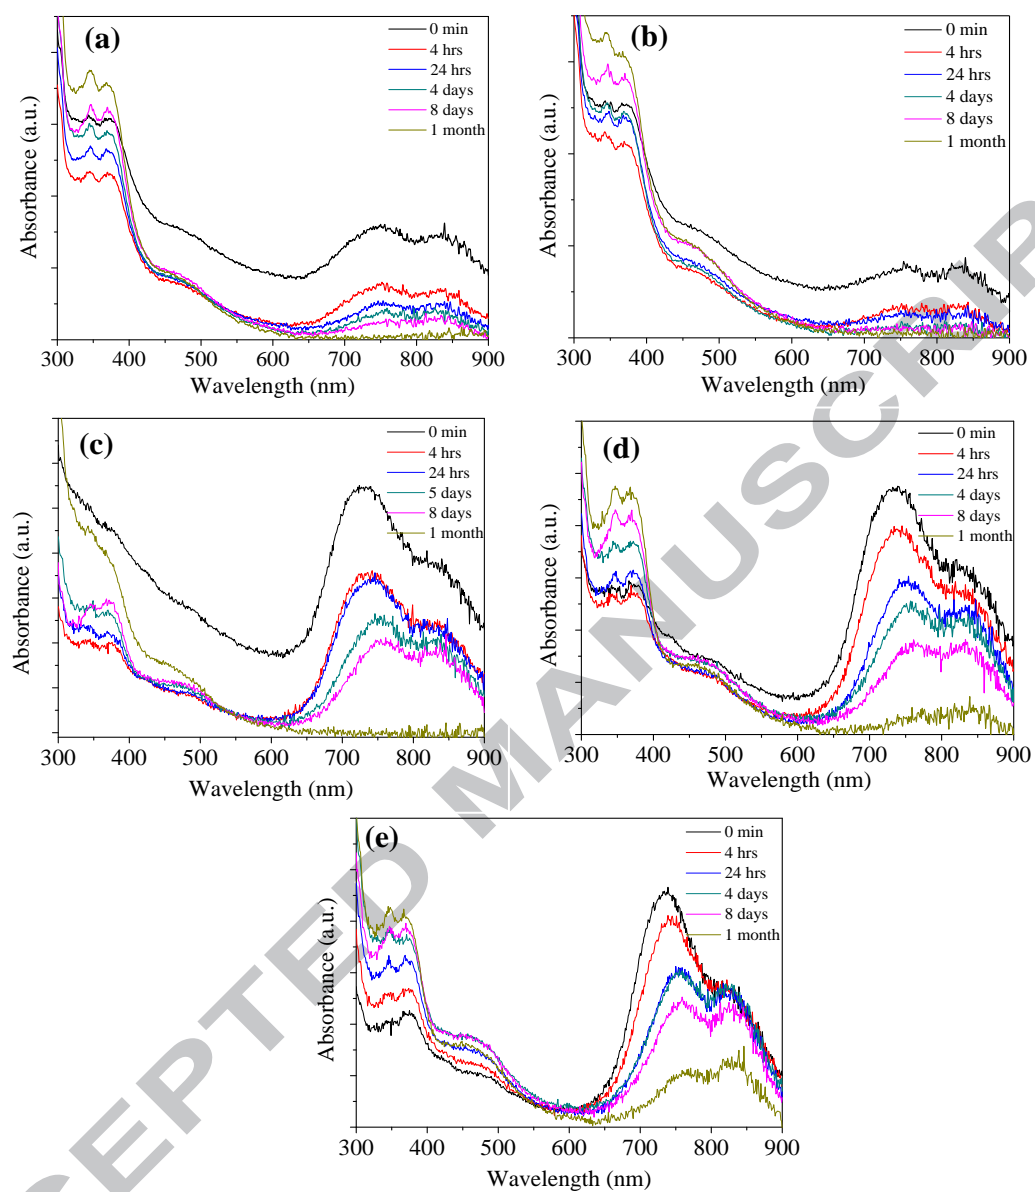 (a)
0 min
4 hrs
24 hrs
4 days
8 days
1 month
Absorbance (a.u.)
300 400 500 600 700 800 900
Wavelength (nm)
(b)
0 min
4 hrs
24 hrs
4 days
8 days
1 month
Absorbance (a.u.)
300 400 500 600 700 800 900
Wavelength (nm)
(c)
0 min
4 hrs
24 hrs
5 days
8 days
1 month
Absorbance (a.u.)
300 400 500 600 700 800 900
Wavelength (nm)
(d)
0 min
4 hrs
24 hrs
4 days
8 days
1 month
Absorbance (a.u.)
300 400 500 600 700 800 900
Wavelength (nm)
(e)
0 min
4 hrs
24 hrs
4 days
8 days
1 month
Absorbance (a.u.)
300 400 500 600 700 800 900
Wavelength (nm)
CEPTED MANUSCRIP